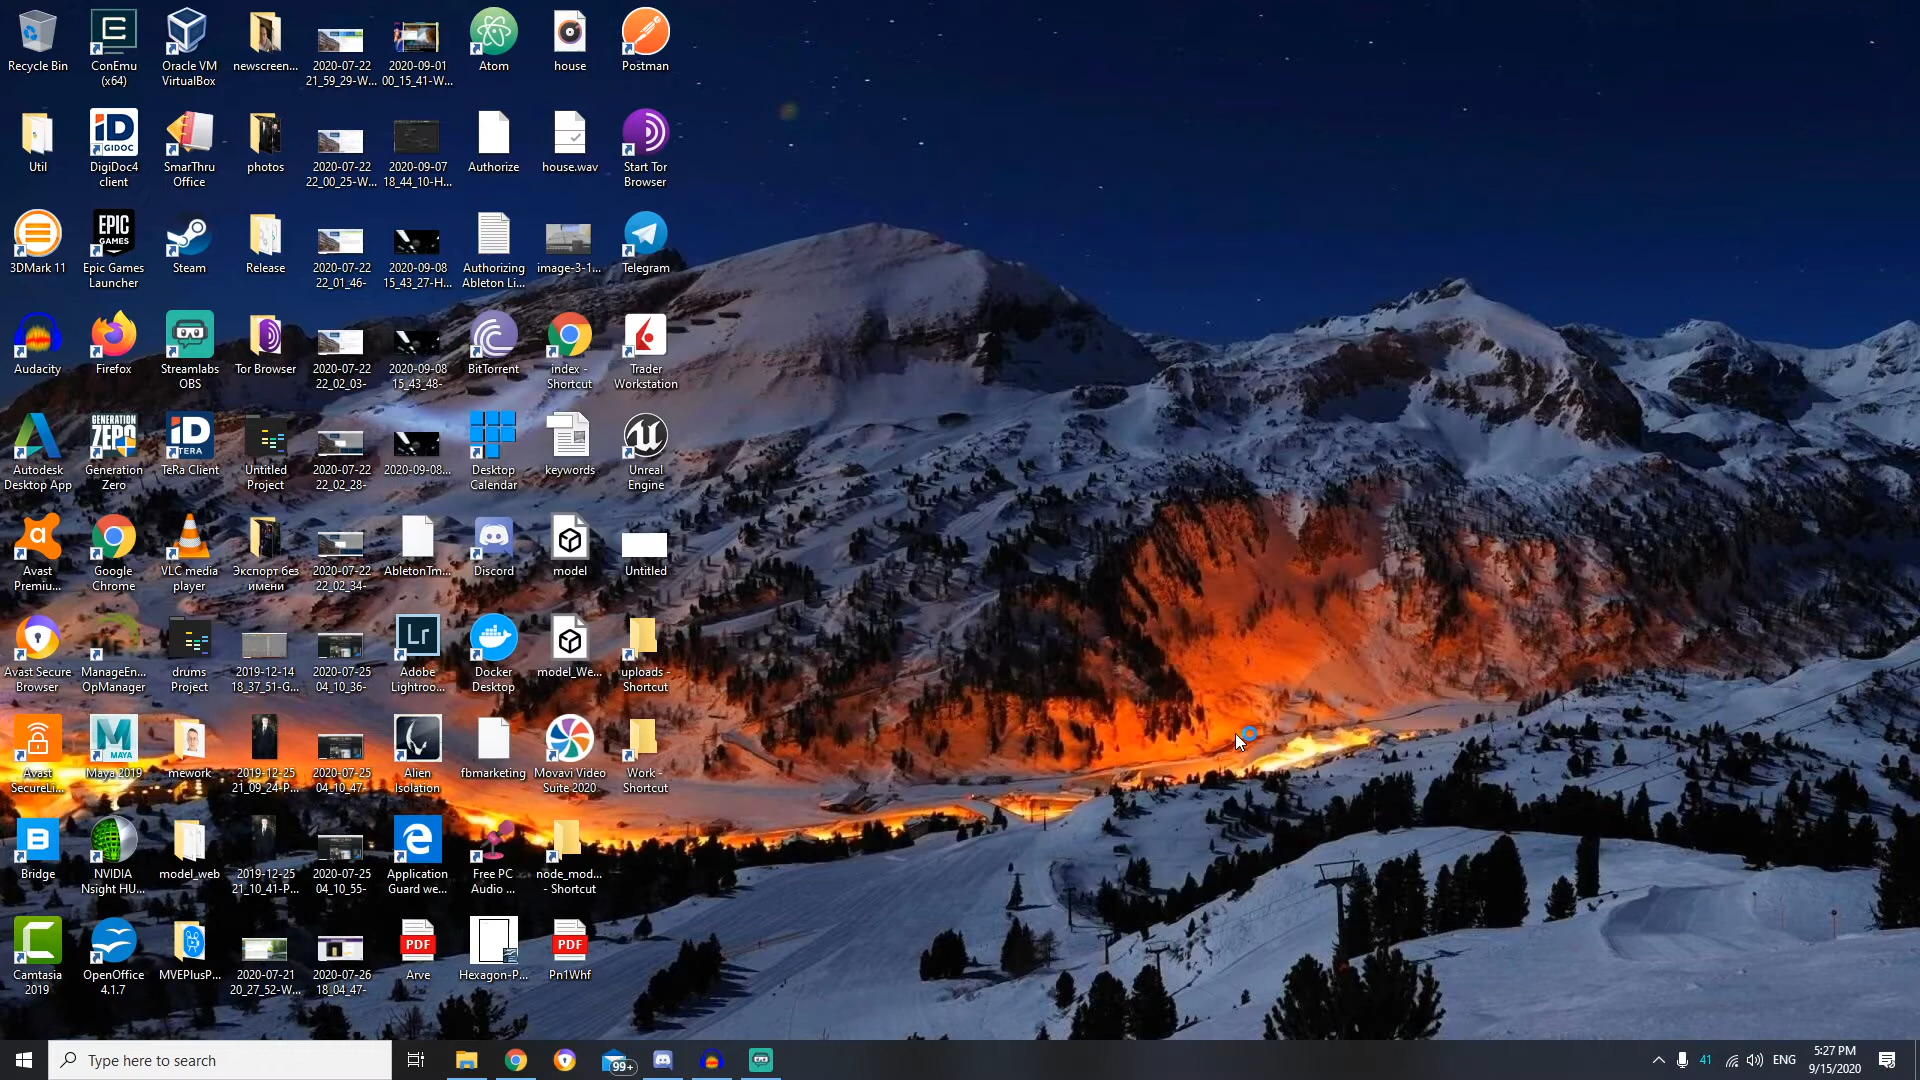 Recycle Bin
ConEmu
(x64)
Oracle VM
VirtualBox
newscreen...
2020-07-22
21_59_29-W...
2020-09-01
00_15_41-W...
Atom
house
Postman
Util
DigiDoc4
client
SmarThru
Office
photos
2020-07-22
22_00_25-W...
2020-09-07
18_44_10-H...
Authorize
house.wav
Start Tor
Browser
3DMark 11
Epic Games
Launcher
Steam
Release
2020-07-22
22_01_46-
2020-09-08
15_43_27-H...
Authorizing
Ableton Li...
image-3-1...
Telegram
Audacity
Firefox
Streamlabs
OBS
Tor Browser
2020-07-22
22_02_03-
2020-09-08
15_43_48-
BitTorrent
index -
Shortcut
Trader
Workstation
Autodesk
Desktop App
Generation
Zero
TeRa Client
Untitled
Project
2020-07-22
22_02_28-
2020-09-08...
Desktop
Calendar
keywords
Unreal
Engine
Avast
Premiu...
Google
Chrome
VLC media
player
Экспорт без
имени
2020-07-22
22_02_34-
AbletonTm...
Discord
model
Untitled
Avast Secure
Browser
ManageEn...
OpManager
drums
Project
2019-12-14
18_37_51-G...
2020-07-25
04_10_36-
Adobe
Lightroo...
Docker
Desktop
model_We...
uploads -
Shortcut
Avast
SecureLi...
Maya 2019
mework
2019-12-25
21_09_24-P...
2020-07-25
04_10_47-
Alien
Isolation
fbmarketing
Movavi Video
Suite 2020
Work -
Shortcut
Bridge
NVIDIA
Nsight HU...
model_web
2019-12-25
21_10_41-P...
2020-07-25
04_10_55-
Application
Guard we...
Free PC
Audio ...
node_mod...
- Shortcut
Camtasia
2019
OpenOffice
4.1.7
MVEPlusP...
2020-07-21
20_27_52-W...
2020-07-26
18_04_47-
Arve
Hexagon-P...
Pn1Whf
Type here to search
99+
41
ENG
5:27 PM
9/15/2020